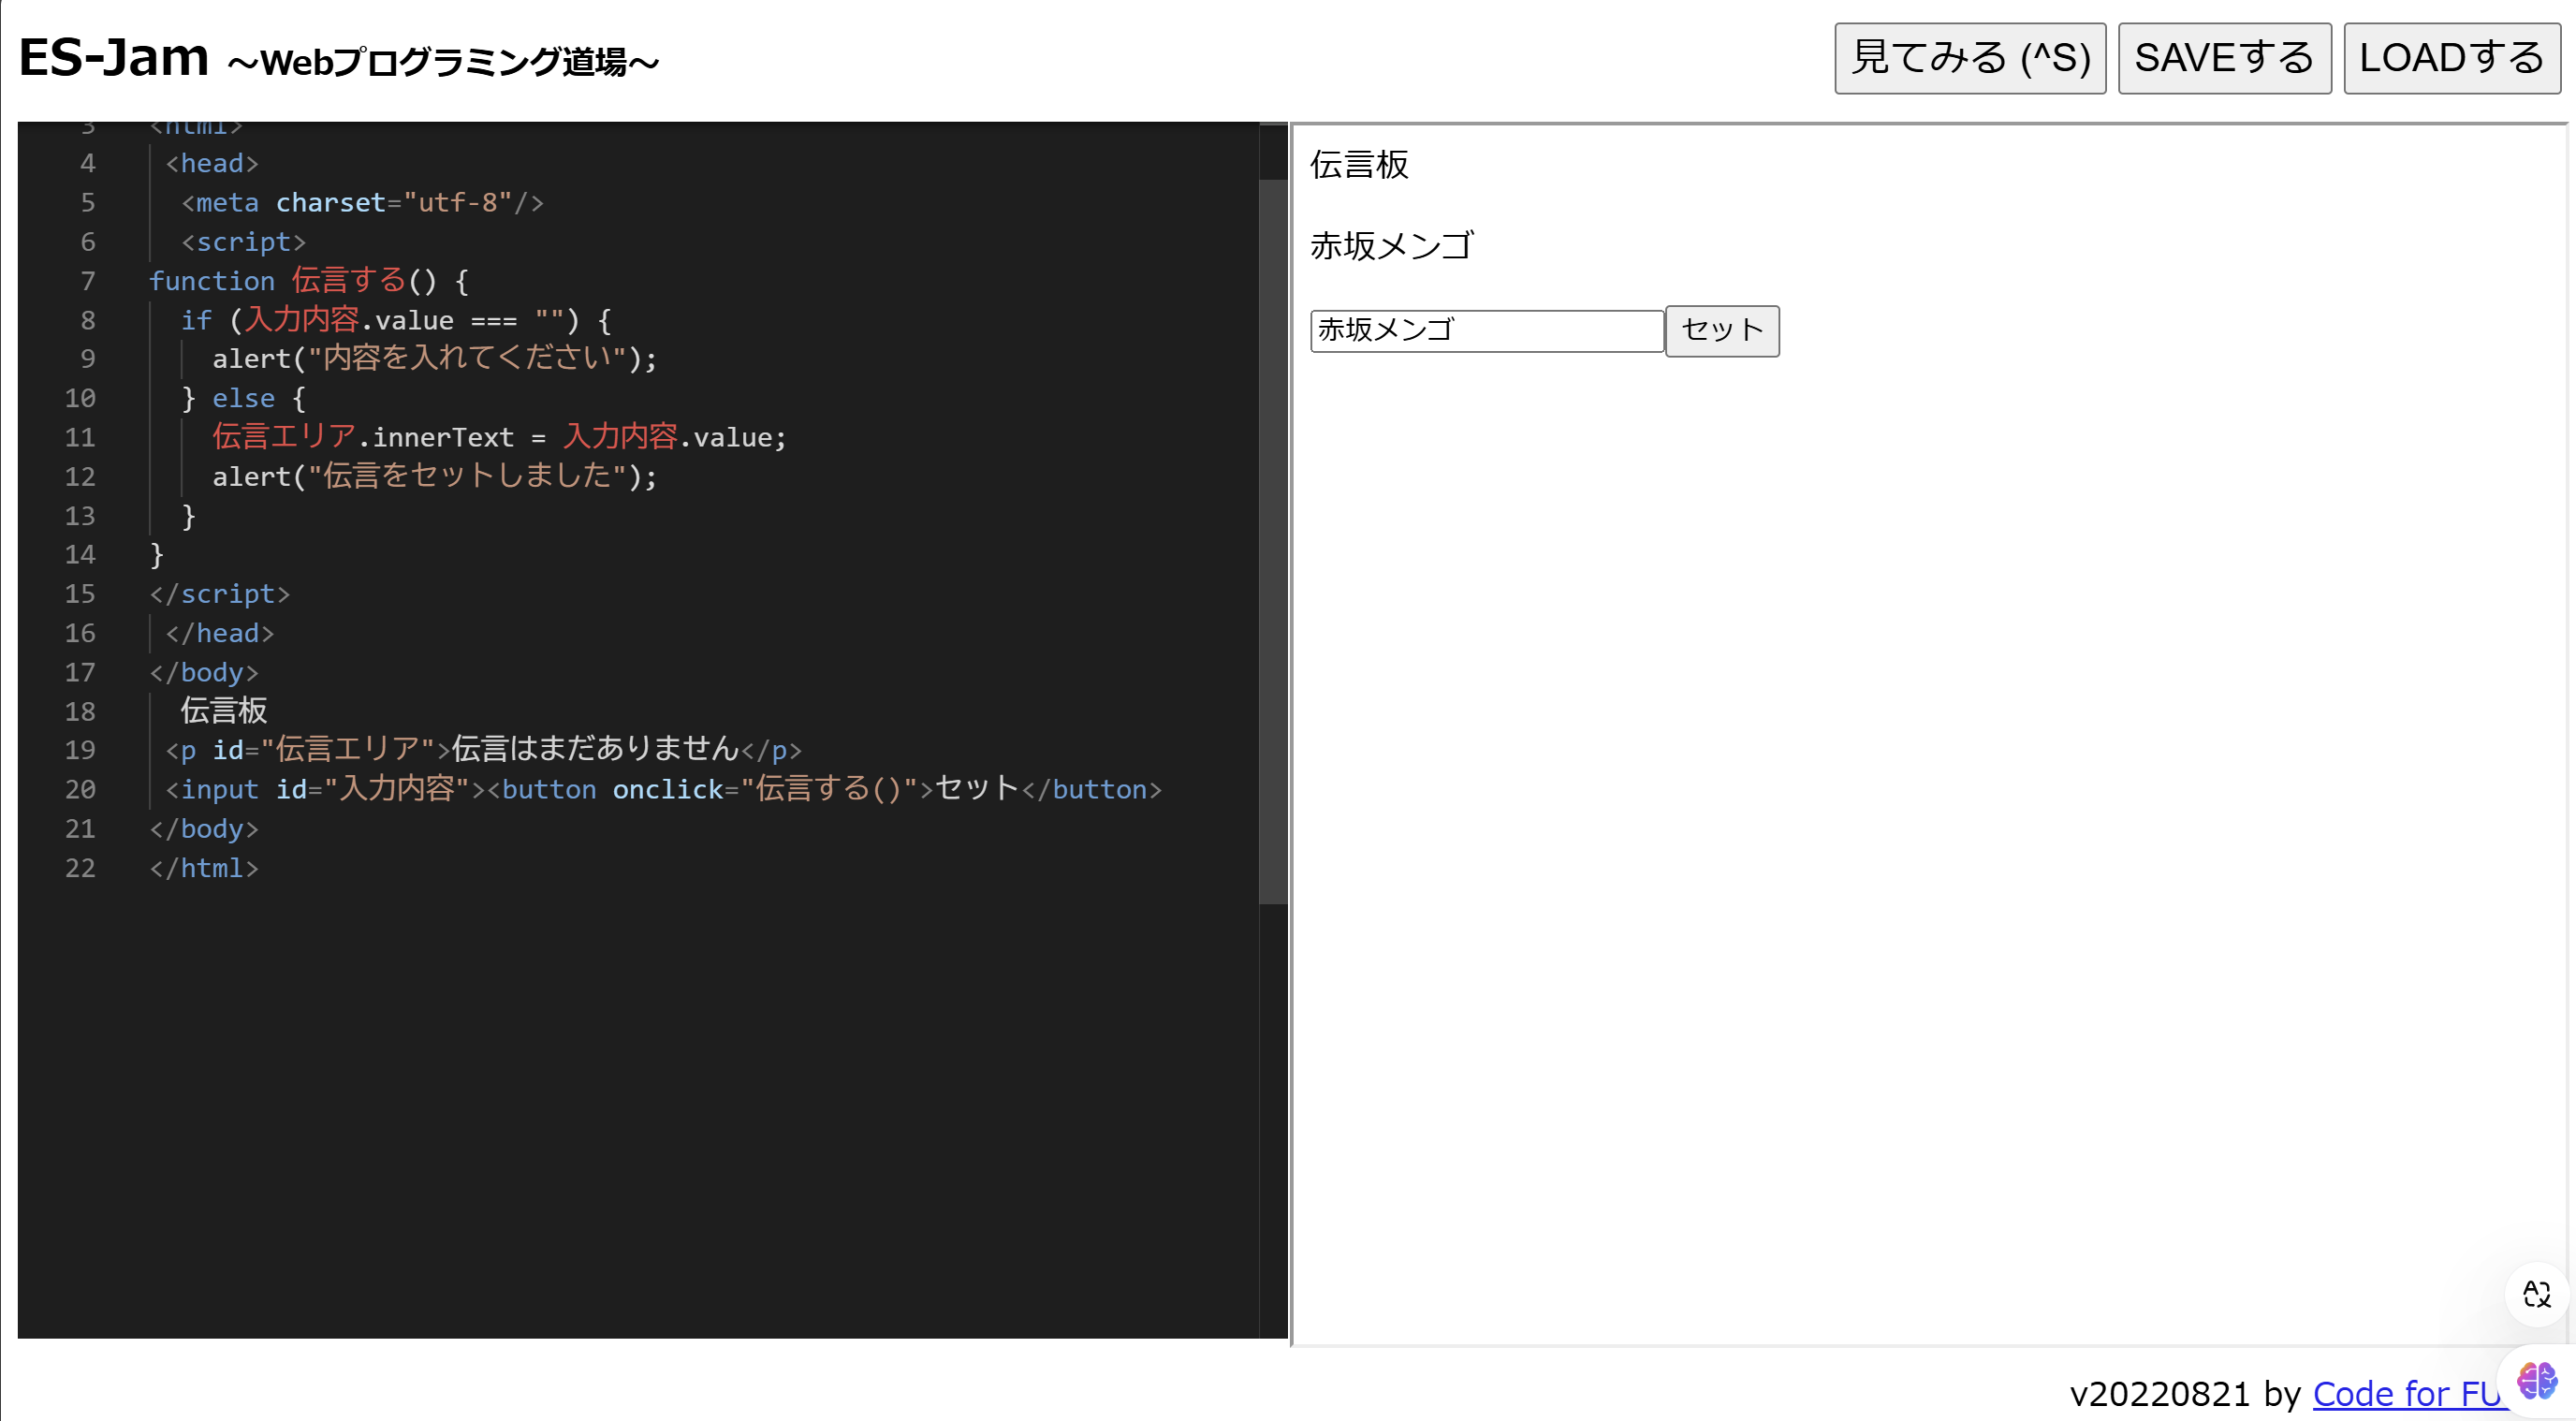 ES-Jam ～Webプログラミング道場～
見てみる (^S) SAVEする LOADする
3 <html>
4 <head>
5 <meta charset="utf-8"/>
6 <script>
7 function 伝言する() {
8 if (入力内容.value === "") {
9 alert("内容を入れてください");
10 } else {
11 伝言エリア.innerText = 入力内容.value;
12 alert("伝言をセットしました");
13 }
14 }
15 </script>
16 </head>
17 </body>
18 伝言板
19 <p id="伝言エリア">伝言はまだありません</p>
20 <input id="入力内容"><button onclick="伝言する()">セット</button>
21 </body>
22 </html>
伝言板
赤坂メンゴ
赤坂メンゴ セット
v20220821 by Code for FU